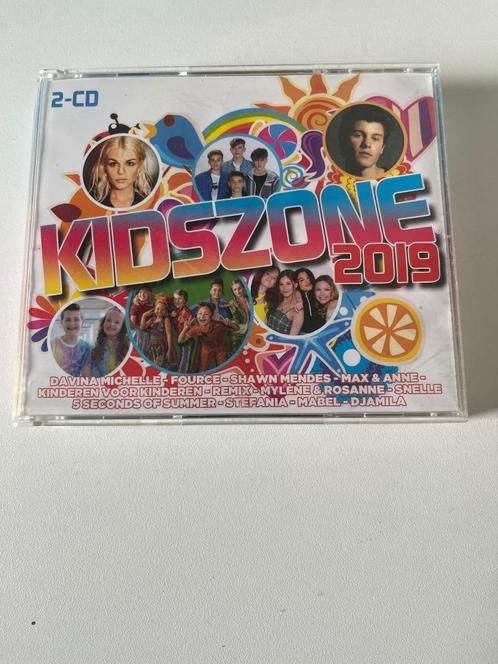 2-CD
KIDSZONE
2019
DAVINA MICHELLE - FOURCE - SHAWN MENDES - MAX & ANNE -
KINDEREN VOOR KINDEREN - REMIX - MYLÈNE & ROSANNE - SNELLE
5 SECONDS OF SUMMER - STEFANIA - MABEL - DJAMILA